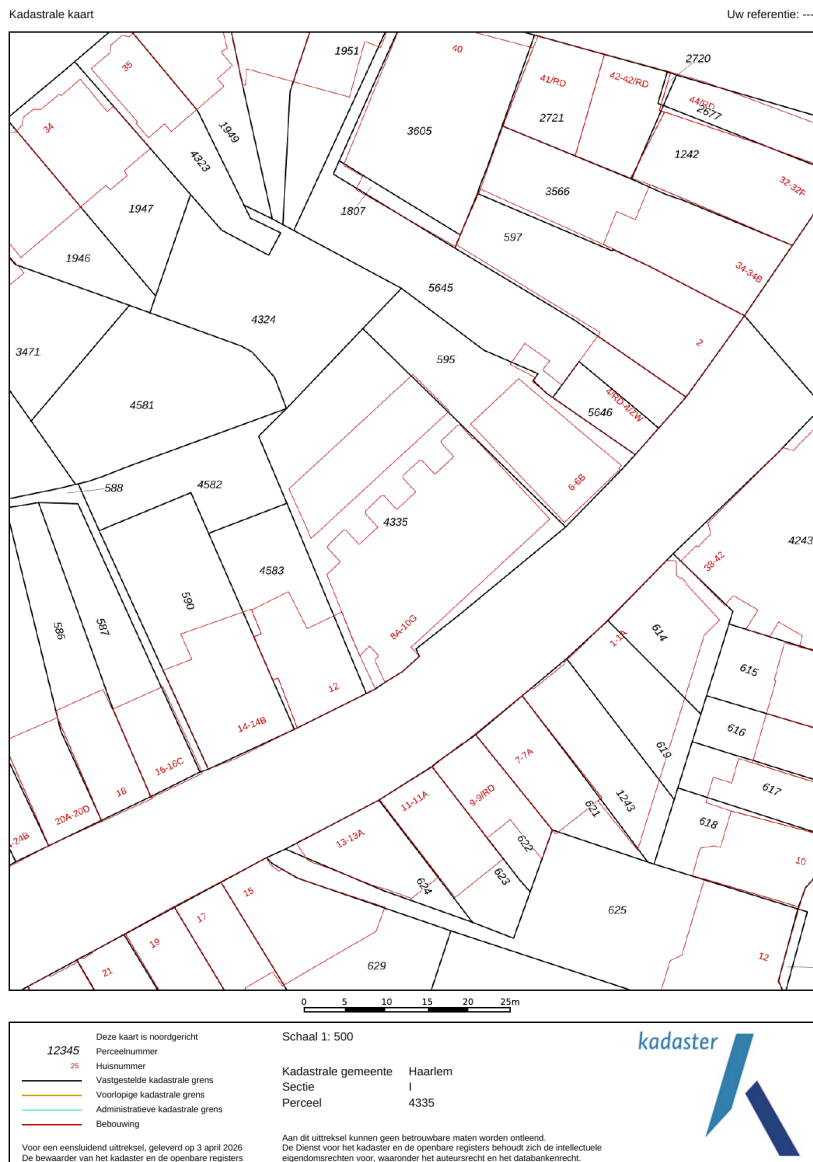 Kadastrale kaart
Uw referentie: ---
1951
40
2720
35
41/RD
42-42/RD
44/RD
2677
34
1949
3605
2721
4323
1242
3566
32-32F
1947
1807
597
1946
5645
34-34B
4324
3471
595
2
4581
4/RD-4/ZW
5646
588
4582
6-6B
4335
4243
4583
38-42
590
586
587
8A-10G
614
1-1A
615
12
14-14B
616
619
7-7A
16-16C
18
617
9-9/RD
11-11A
1243
621
20A-20D
618
-24B
13-13A
622
10
623
624
15
625
17
19
12
21
629
0 5 10 15 20 25m
Deze kaart is noordgericht
12345 Perceelnummer
25 Huisnummer
Vastgestelde kadastrale grens
Voorlopige kadastrale grens
Administratieve kadastrale grens
Bebouwing
Voor een eensluidend uittreksel, geleverd op 3 april 2026
De bewaarder van het kadaster en de openbare registers
Schaal 1: 500
Kadastrale gemeente Haarlem
Sectie I
Perceel 4335
Aan dit uittreksel kunnen geen betrouwbare maten worden ontleend.
De Dienst voor het kadaster en de openbare registers behoudt zich de intellectuele
eigendomsrechten voor, waaronder het auteursrecht en het databankenrecht.
kadaster